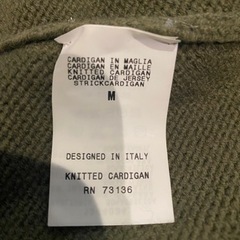 CARDIGAN IN MAGLIA
CARDIGAN EN MAILLE
KNITTED CARDIGAN
CARDIGAN DE JERSEY
STRICKCARDIGAN
M
DESIGNED IN ITALY
KNITTED CARDIGAN
RN 73136